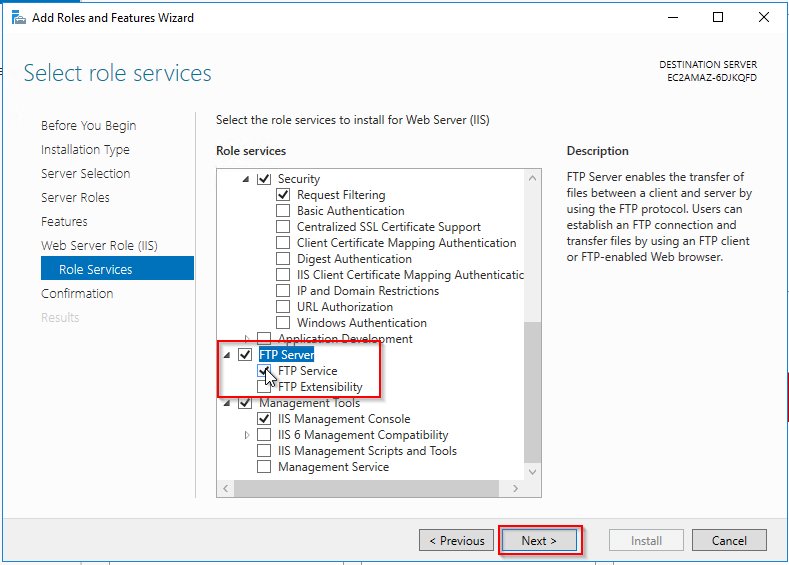 Add Roles and Features Wizard
Select role services
DESTINATION SERVER
EC2AMAZ-6DJKQFD
Before You Begin
Installation Type
Server Selection
Server Roles
Features
Web Server Role (IIS)
Role Services
Confirmation
Results
Select the role services to install for Web Server (IIS)
Role services
Security
Request Filtering
Basic Authentication
Centralized SSL Certificate Support
Client Certificate Mapping Authentication
Digest Authentication
IIS Client Certificate Mapping Authenticatic
IP and Domain Restrictions
URL Authorization
Windows Authentication
Application Development
FTP Server
FTP Service
FTP Extensibility
Management Tools
IIS Management Console
IIS 6 Management Compatibility
IIS Management Scripts and Tools
Management Service
Description
FTP Server enables the transfer of
files between a client and server by
using the FTP protocol. Users can
establish an FTP connection and
transfer files by using an FTP client
or FTP-enabled Web browser.
< Previous
Next >
Install
Cancel